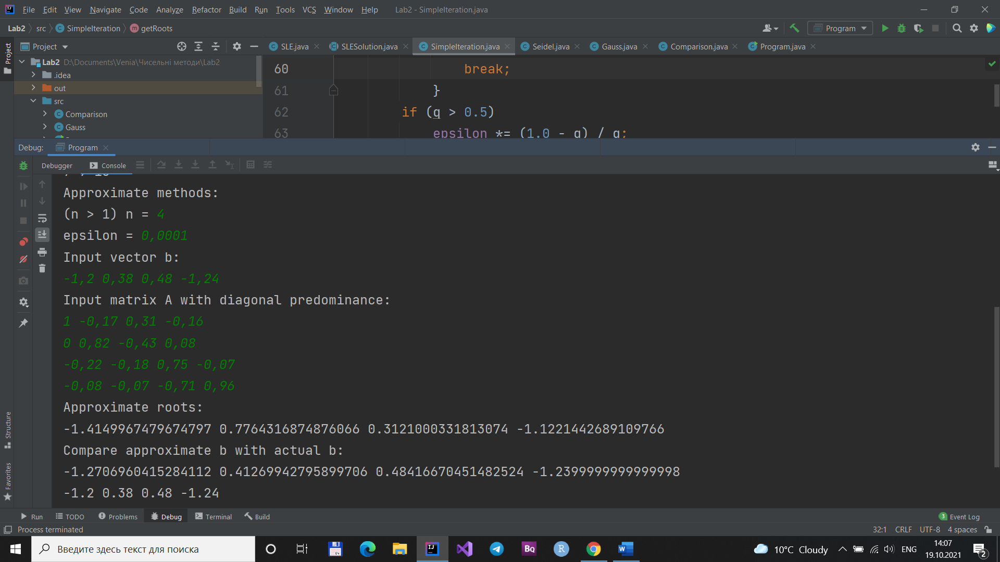 File Edit View Navigate Code Analyze Refactor Build Run Tools VCS Window Help Lab2 - SimpleIteration.java
Lab2 src SimpleIteration getRoots Program
Project SLE.java SLESolution.java SimpleIteration.java Seidel.java Gauss.java Comparison.java Program.java
Project
Lab2 D:\Documents\Venia\Чисельні методи\Lab2
.idea
out
src
Comparison
Gauss
60 break;
61 }
62 if (q > 0.5)
63 epsilon *= (1.0 - q) / q;
Debug: Program
Debugger Console
Approximate methods:
(n > 1) n = 4
epsilon = 0,0001
Input vector b:
-1,2 0,38 0,48 -1,24
Input matrix A with diagonal predominance:
1 -0,17 0,31 -0,16
0 0,82 -0,43 0,08
-0,22 -0,18 0,75 -0,07
-0,08 -0,07 -0,71 0,96
Approximate roots:
-1.4149967479674797 0.7764316874876066 0.3121000331813074 -1.1221442689109766
Compare approximate b with actual b:
-1.2706960415284112 0.41269942795899706 0.48416670451482524 -1.2399999999999998
-1.2 0.38 0.48 -1.24
Structure
Favorites
Run TODO Problems Debug Terminal Build 3 Event Log
Process terminated 32:1 CRLF UTF-8 4 spaces
Введите здесь текст для поиска
64
IJ
Bq
R
W
10°C Cloudy ENG
14:07
19.10.2021
2